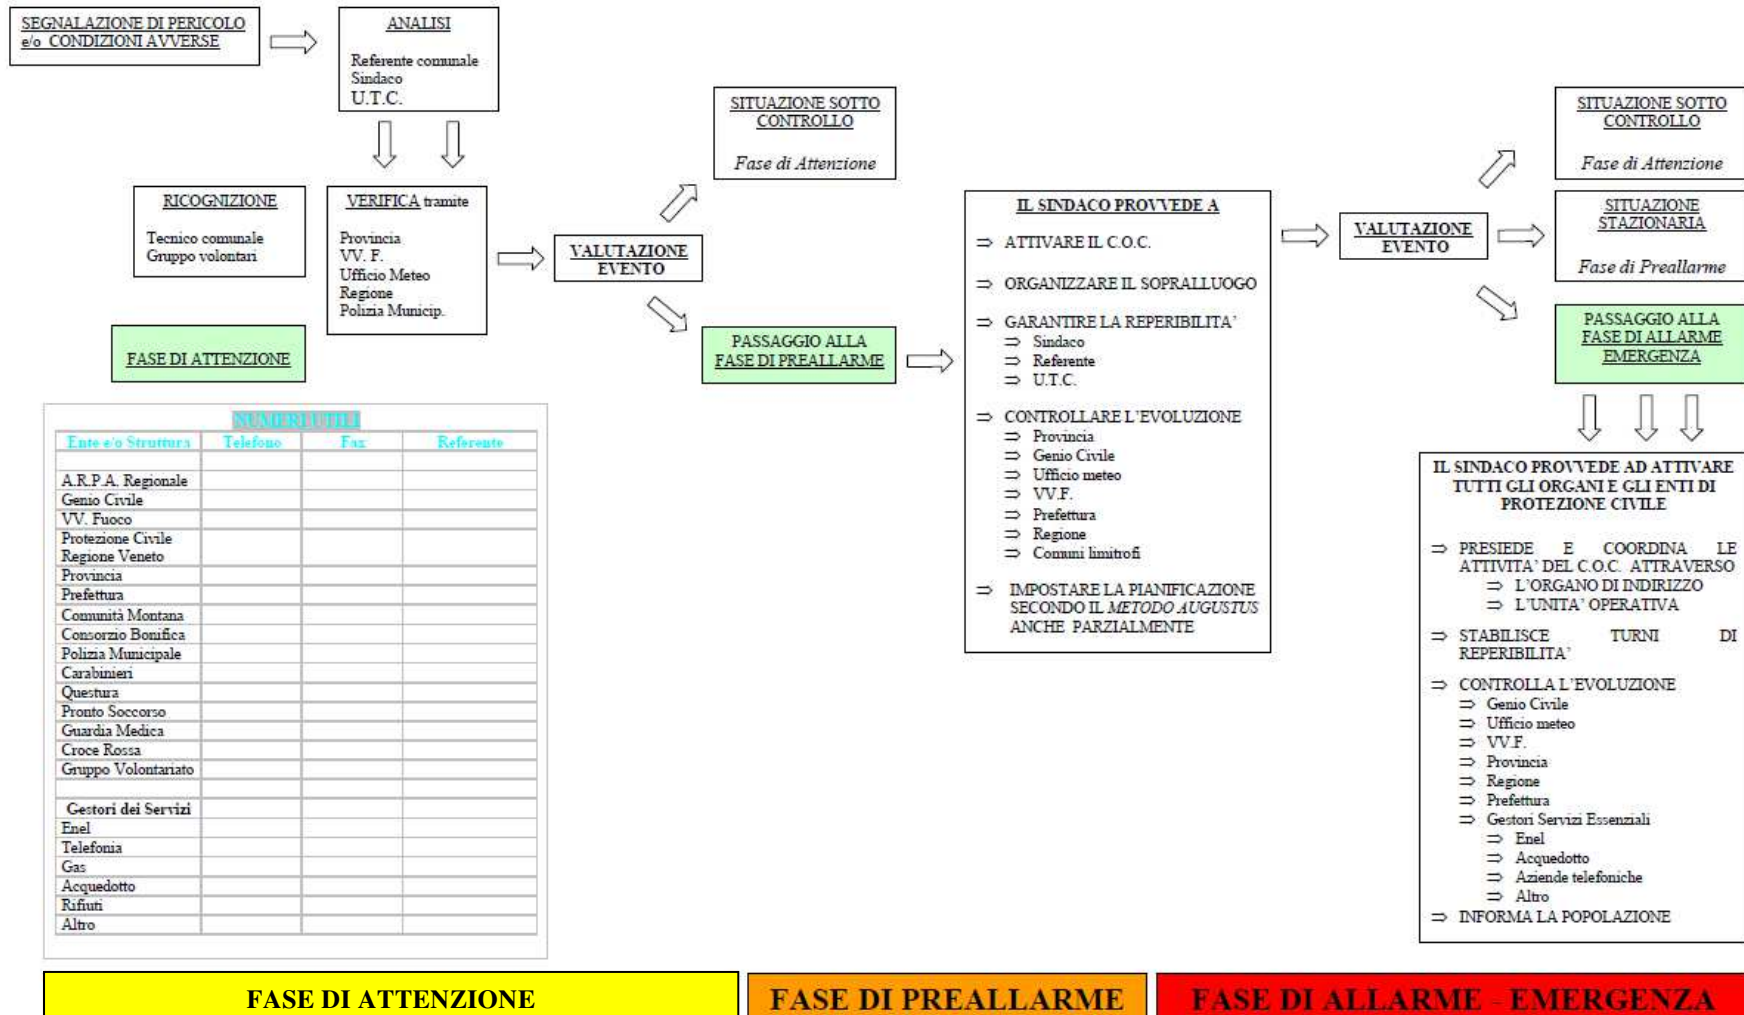 SEGNALAZIONE DI PERICOLO
e/o CONDIZIONI AVVERSE
ANALISI
Referente comunale
Sindaco
U.T.C.
RICOGNIZIONE
Tecnico comunale
Gruppo volontari
VERIFICA tramite
Provincia
VV. F.
Ufficio Meteo
Regione
Polizia Municip.
FASE DI ATTENZIONE
VALUTAZIONE
EVENTO
SITUAZIONE SOTTO
CONTROLLO
Fase di Attenzione
PASSAGGIO ALLA
FASE DI PREALLARME
IL SINDACO PROVVEDE A
⇒ ATTIVARE IL C.O.C.
⇒ ORGANIZZARE IL SOPRALLUOGO
⇒ GARANTIRE LA REPERIBILITA'
⇒ Sindaco
⇒ Referente
⇒ U.T.C.
⇒ CONTROLLARE L'EVOLUZIONE
⇒ Provincia
⇒ Genio Civile
⇒ Ufficio meteo
⇒ VV.F.
⇒ Prefettura
⇒ Regione
⇒ Comuni limitrofi
⇒ IMPOSTARE LA PIANIFICAZIONE
SECONDO IL METODO AUGUSTUS
ANCHE PARZIALMENTE
VALUTAZIONE
EVENTO
SITUAZIONE SOTTO
CONTROLLO
Fase di Attenzione
SITUAZIONE
STAZIONARIA
Fase di Preallarme
PASSAGGIO ALLA
FASE DI ALLARME
EMERGENZA
IL SINDACO PROVVEDE AD ATTIVARE
TUTTI GLI ORGANI E GLI ENTI DI
PROTEZIONE CIVILE
⇒ PRESIEDE E COORDINA LE
ATTIVITA' DEL C.O.C. ATTRAVERSO
⇒ L'ORGANO DI INDIRIZZO
⇒ L'UNITA' OPERATIVA
⇒ STABILISCE TURNI DI
REPERIBILITA'
⇒ CONTROLLA L'EVOLUZIONE
⇒ Genio Civile
⇒ Ufficio meteo
⇒ VV.F.
⇒ Provincia
⇒ Regione
⇒ Prefettura
⇒ Gestori Servizi Essenziali
⇒ Enel
⇒ Acquedotto
⇒ Aziende telefoniche
⇒ Altro
⇒ INFORMA LA POPOLAZIONE
NUMERI UTILI
Ente e/o Struttura Telefono Fax Referente
A.R.P.A. Regionale
Genio Civile
VV. Fuoco
Protezione Civile
Regione Veneto
Provincia
Prefettura
Comunità Montana
Consorzio Bonifica
Polizia Municipale
Carabinieri
Questura
Pronto Soccorso
Guardia Medica
Croce Rossa
Gruppo Volontariato
Gestori dei Servizi
Enel
Telefonia
Gas
Acquedotto
Rifiuti
Altro
FASE DI ATTENZIONE
FASE DI PREALLARME
FASE DI ALLARME - EMERGENZA